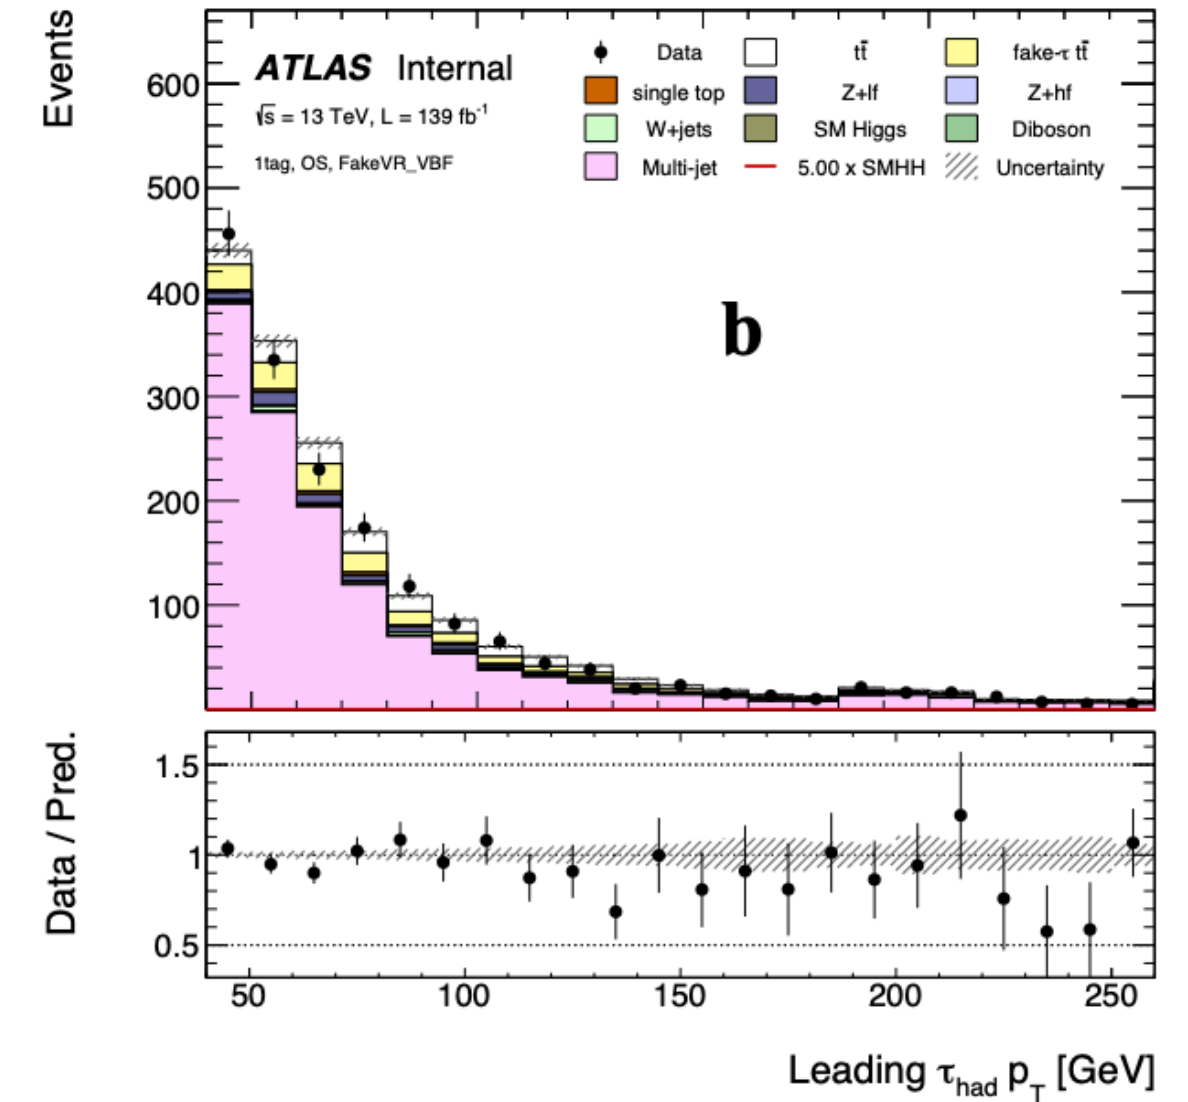 Events
600
500
400
300
200
100
ATLAS Internal
√s = 13 TeV, L = 139 fb⁻¹
1tag, OS, FakeVR_VBF
Data tt̄ fake-τ tt̄
single top Z+lf Z+hf
W+jets SM Higgs Diboson
Multi-jet 5.00 x SMHH Uncertainty
b
Data / Pred.
1.5
1
0.5
50 100 150 200 250
Leading τhad pT [GeV]